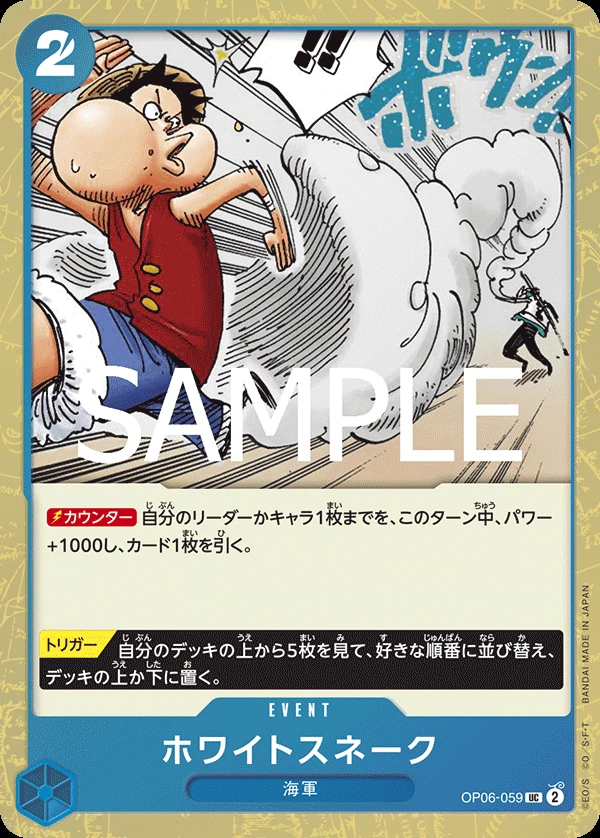 2
!!
ボウン!!
SAMPLE
カウンター 自分のリーダーかキャラ1枚までを、このターン中、パワー
+1000し、カード1枚を引く。
トリガー 自分のデッキの上から5枚を見て、好きな順番に並び替え、
デッキの上か下に置く。
EVENT
ホワイトスネーク
海軍
OP06-059 UC 2
©E.O/S ©O/S・F・T BANDAI MADE IN JAPAN